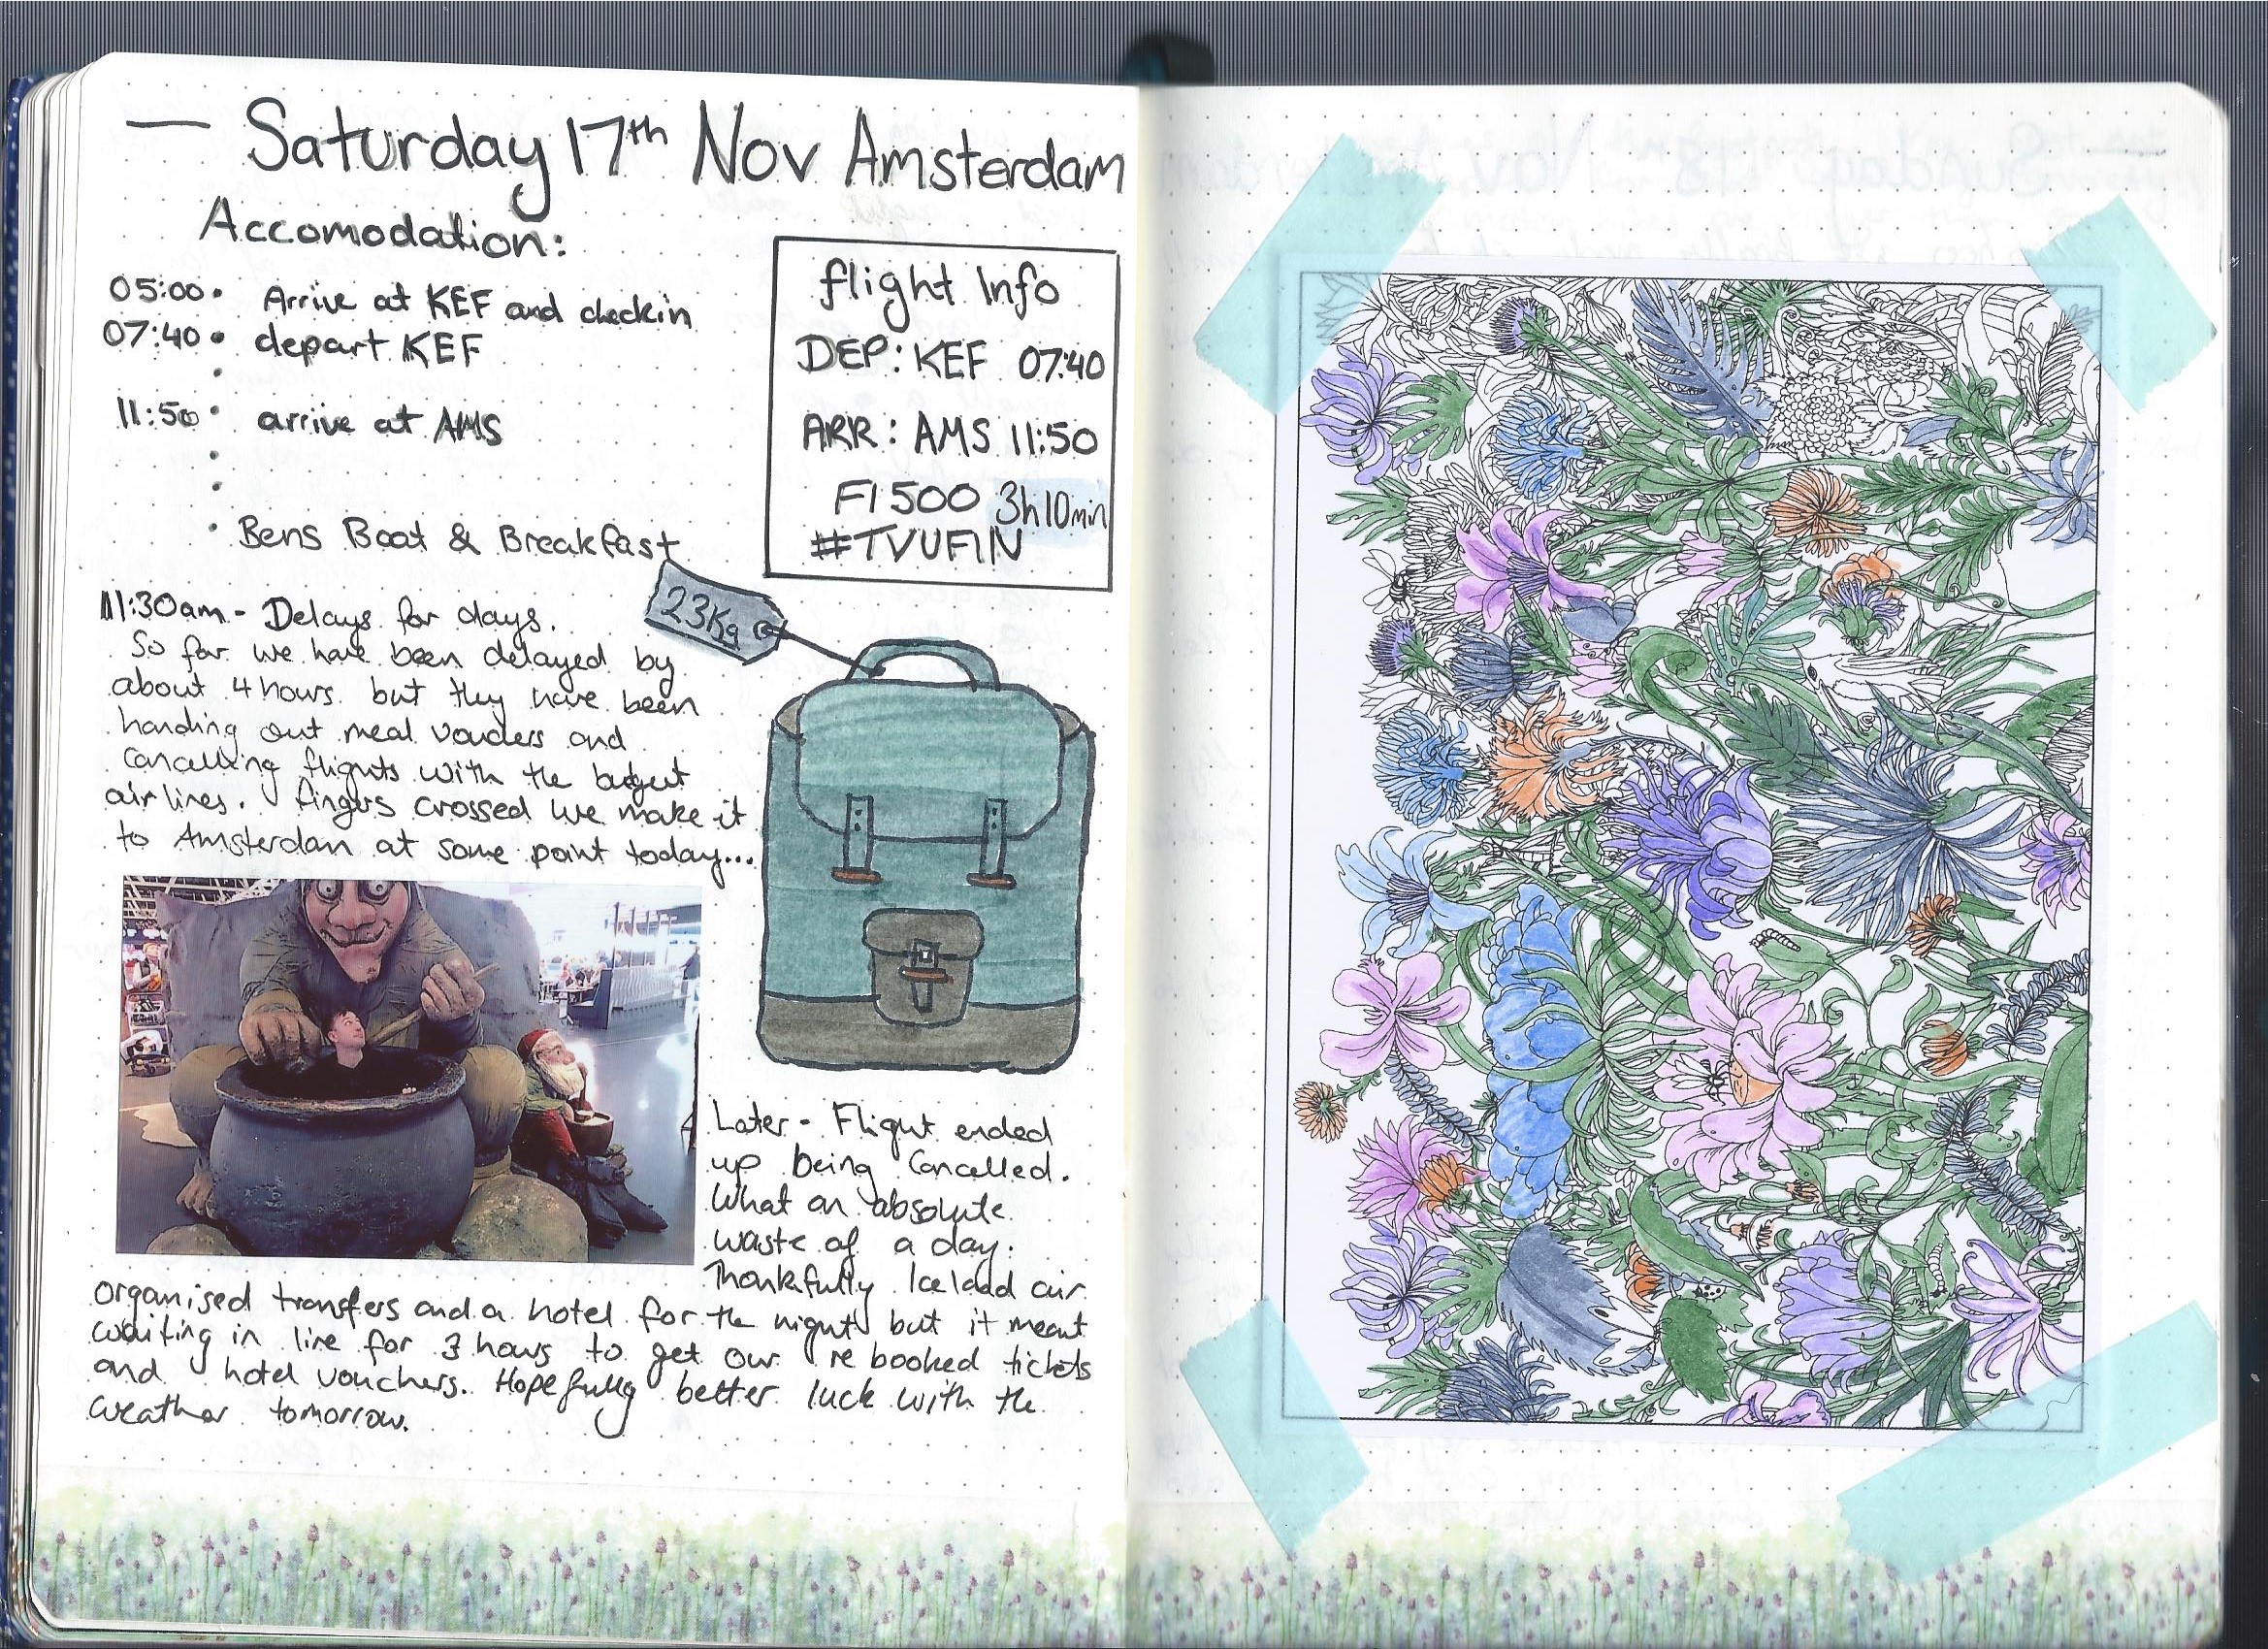 — Saturday 17th Nov Amsterdam
Accomodation:
05:00 • Arrive at KEF and check in
07:40 • depart KEF
11:50 • arrive at AMS
• Bens Boat & Breakfast
flight Info
DEP: KEF 07:40
ARR: AMS 11:50
FI 500 3h10min
#TVUFIN
23Kg
11:30am - Delays for days.
So far we have been delayed by
about 4 hours but they have been
handing out meal vouchers and
cancelling flights with the budget
airlines. fingers crossed we make it
to Amsterdam at some point today...
Later - Flight ended
up being cancelled.
What an absolute
waste of a day.
Thankfully Iceland air
organised transfers and a hotel for the night but it meant
waiting in line for 3 hours to get our rebooked tickets
and hotel vouchers. Hopefully better luck with the
weather tomorrow.